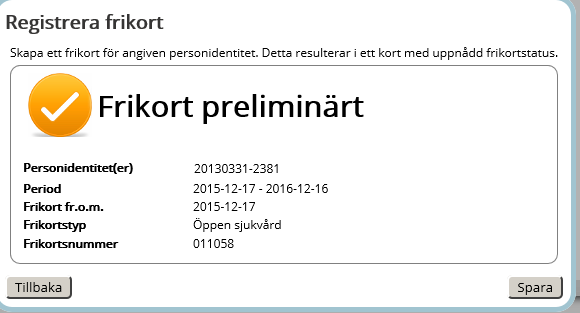 Registrera frikort
Skapa ett frikort för angiven personidentitet. Detta resulterar i ett kort med uppnådd frikortstatus.
Frikort preliminärt
Personidentitet(er) 20130331-2381
Period 2015-12-17 - 2016-12-16
Frikort fr.o.m. 2015-12-17
Frikortstyp Öppen sjukvård
Frikortsnummer 011058
Tillbaka Spara